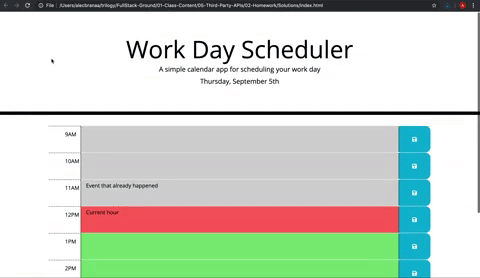 File | /Users/alecbranaa/trilogy/FullStack-Ground/01-Class-Content/05-Third-Party-APIs/02-Homework/Solutions/index.html
Work Day Scheduler
A simple calendar app for scheduling your work day
Thursday, September 5th
9AM
10AM
11AM Event that already happened
12PM Current hour
1PM
2PM